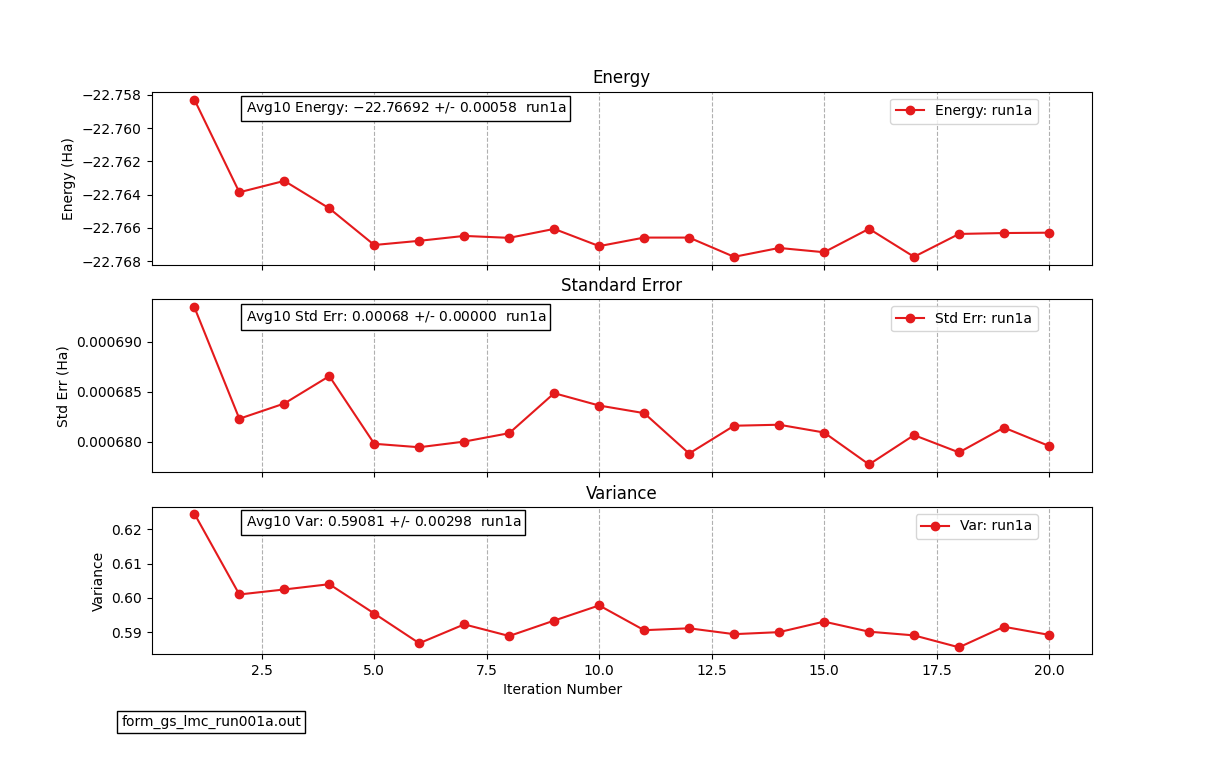 Energy
Avg10 Energy: −22.76692 +/- 0.00058 run1a
Energy: run1a
Energy (Ha)
−22.758
−22.760
−22.762
−22.764
−22.766
−22.768
Standard Error
Avg10 Std Err: 0.00068 +/- 0.00000 run1a
Std Err: run1a
Std Err (Ha)
0.000690
0.000685
0.000680
Variance
Avg10 Var: 0.59081 +/- 0.00298 run1a
Var: run1a
Variance
0.62
0.61
0.60
0.59
2.5 5.0 7.5 10.0 12.5 15.0 17.5 20.0
Iteration Number
form_gs_lmc_run001a.out